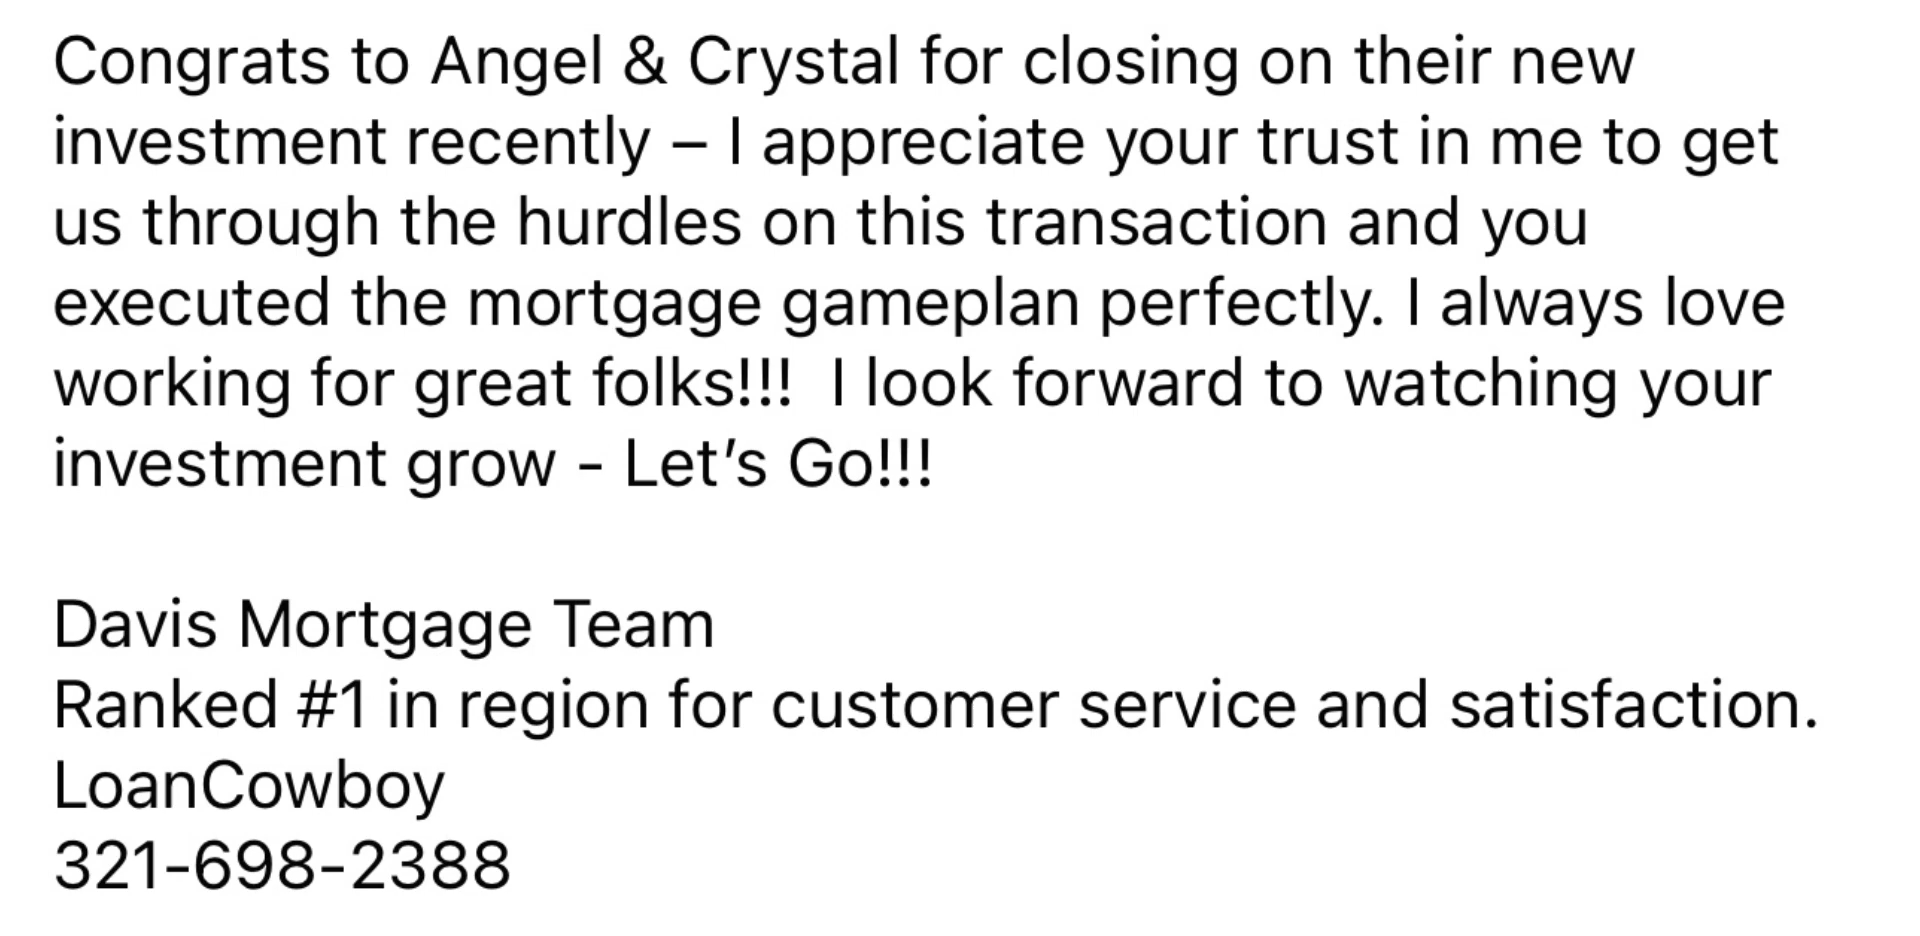 Congrats to Angel & Crystal for closing on their new
investment recently – I appreciate your trust in me to get
us through the hurdles on this transaction and you
executed the mortgage gameplan perfectly. I always love
working for great folks!!!  I look forward to watching your
investment grow - Let’s Go!!!

Davis Mortgage Team
Ranked #1 in region for customer service and satisfaction.
LoanCowboy
321-698-2388